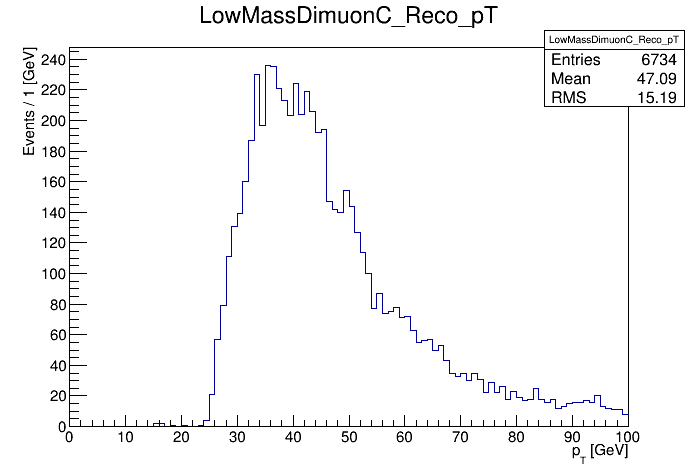 LowMassDimuonC_Reco_pT
LowMassDimuonC_Reco_pT
Entries 6734
Mean 47.09
RMS 15.19
Events / 1 [GeV]
240
220
200
180
160
140
120
100
80
60
40
20
0
0 10 20 30 40 50 60 70 80 90 100
p_T [GeV]